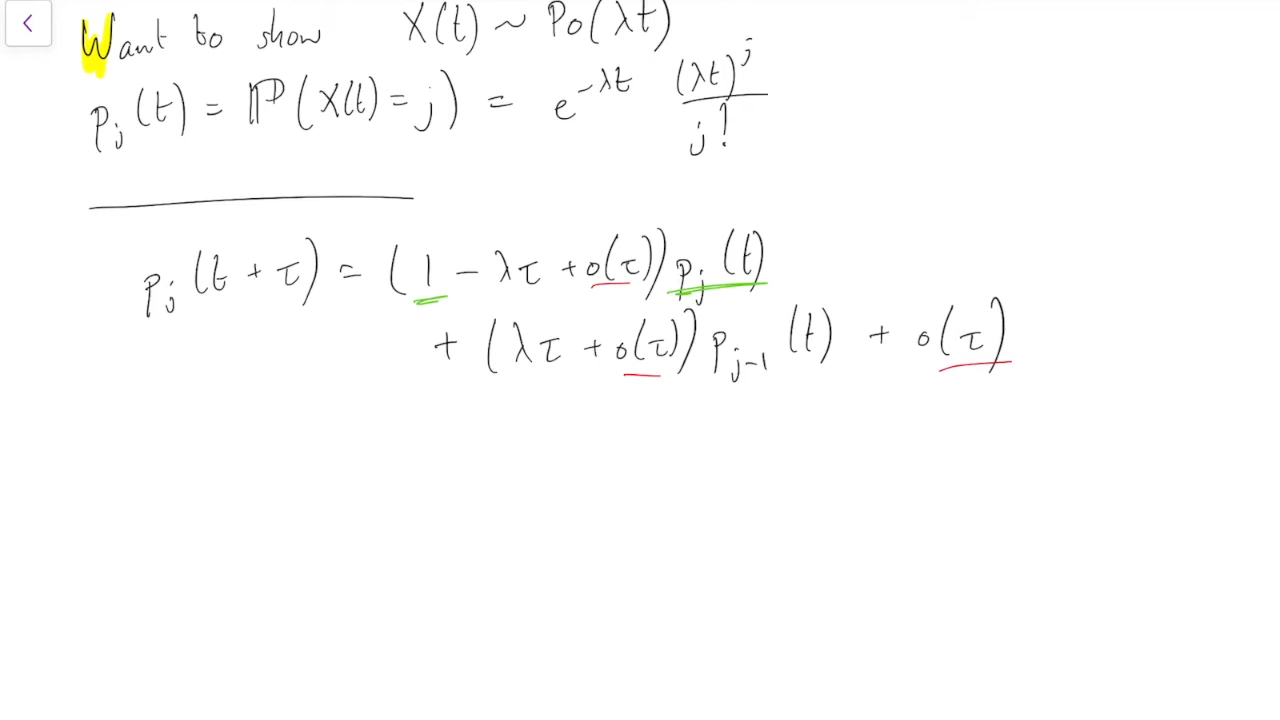 Want to show X(t) ~ Po(λt)
p_j(t) = ℙ(X(t) = j) = e^{-λt} (λt)^j / j!
p_j(t + τ) = (1 - λτ + o(τ)) p_j(t)
+ (λτ + o(τ)) p_{j-1}(t) + o(τ)